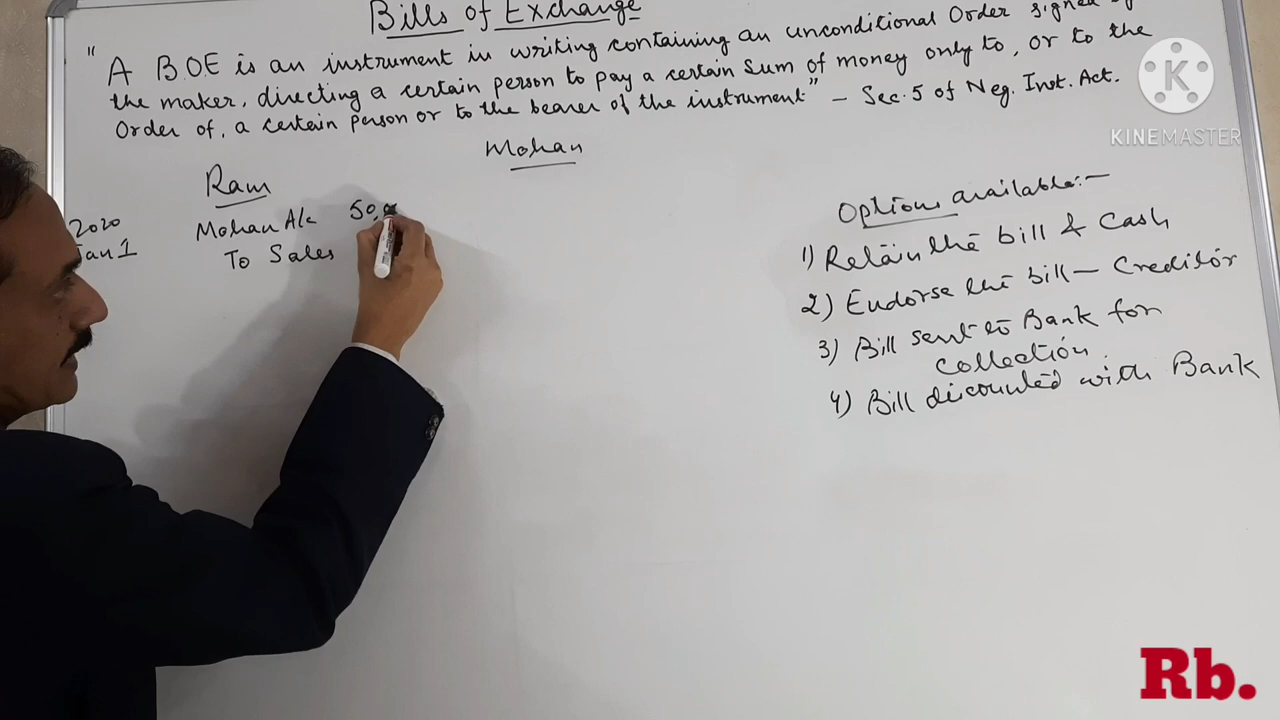 Bills of Exchange
" A B.O.E is an instrument in writing containing an unconditional Order signed by
the maker, directing a certain person to pay a certain Sum of money only to, or to the
Order of, a certain person or to the bearer of the instrument" – Sec. 5 of Neg. Inst. Act.
KINEMASTER
Mohan
Ram
2020
Jan 1
Mohan A/c 50,0
To Sales
Options available:-
1) Retain the bill & Cash
2) Endorse the bill – Creditor
3) Bill sent to Bank for
collection
4) Bill discounted with Bank
Rb.